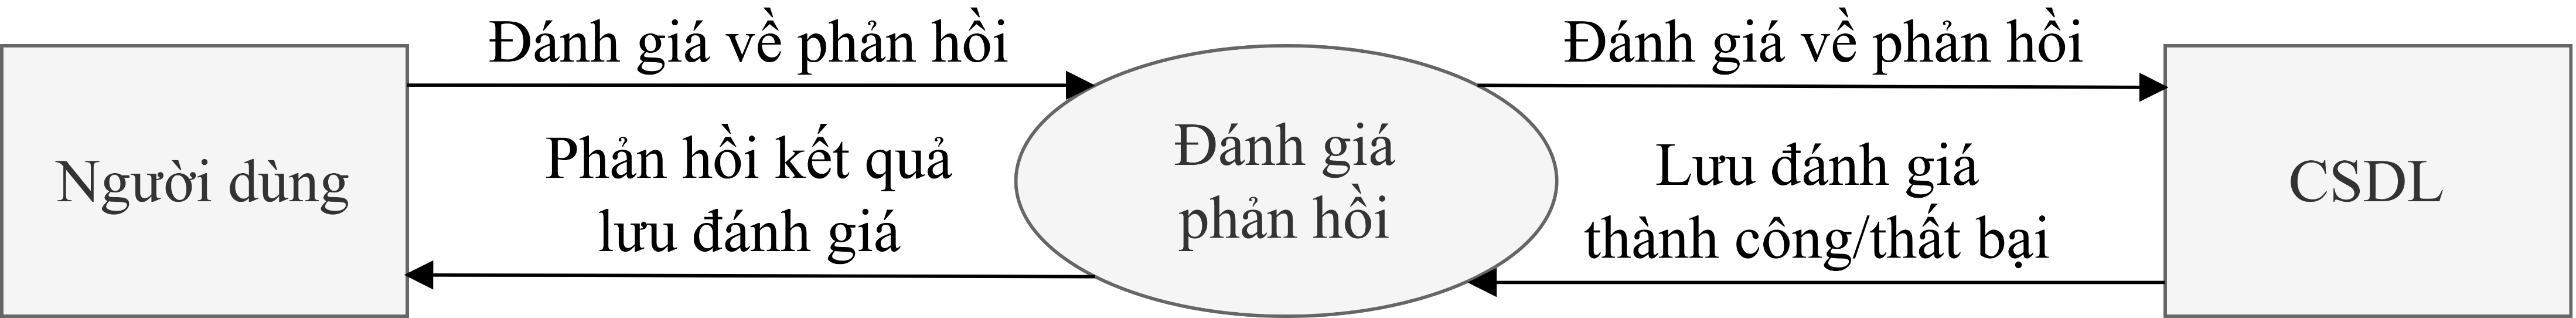 Đánh giá về phản hồi
Đánh giá về phản hồi
Người dùng
Phản hồi kết quả
lưu đánh giá
Đánh giá
phản hồi
Lưu đánh giá
thành công/thất bại
CSDL